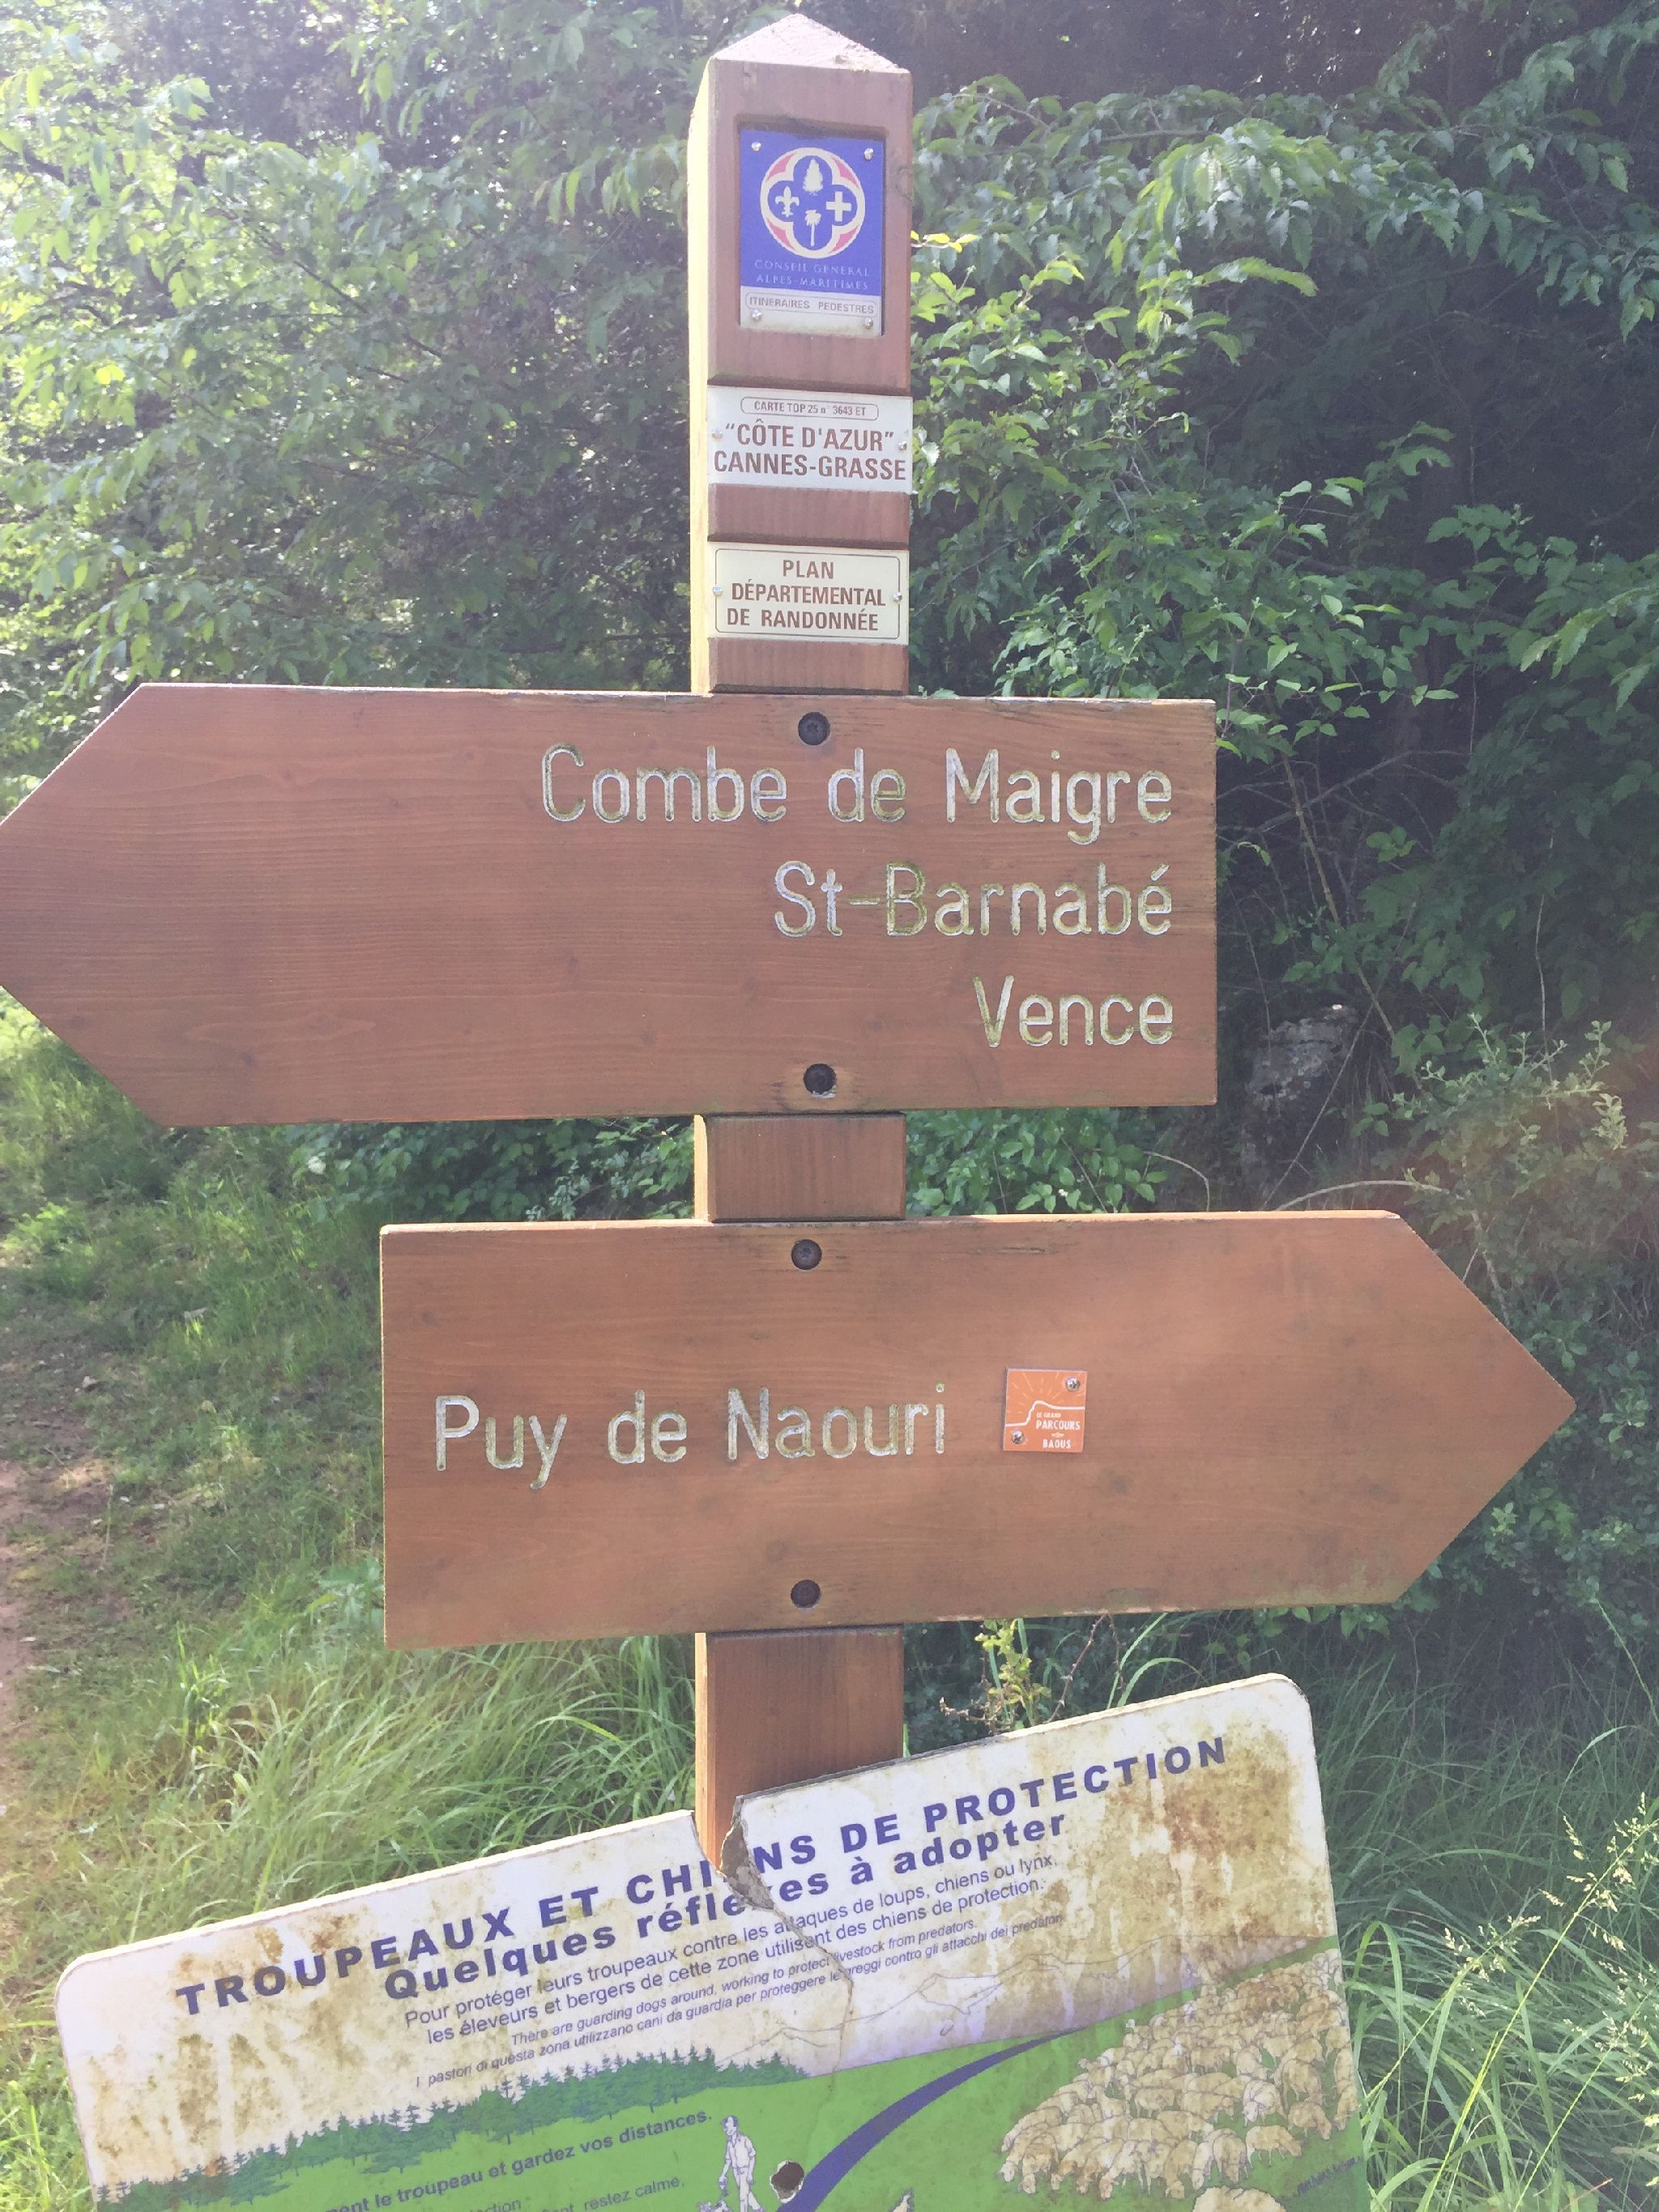 CONSEIL GENERAL
ALPES-MARITIMES
ITINERAIRES PEDESTRES
CARTE TOP 25 n° 3643 ET
"CÔTE D'AZUR"
CANNES-GRASSE
PLAN
DÉPARTEMENTAL
DE RANDONNÉE
Combe de Maigre
St-Barnabé
Vence
Puy de Naouri
LE GRAND
PARCOURS
BAOUS
TROUPEAUX ET CHIENS DE PROTECTION
Quelques réflexes à adopter
Pour protéger leurs troupeaux contre les attaques de loups, chiens ou lynx,
les éleveurs et bergers de cette zone utilisent des chiens de protection.
There are guarding dogs around, working to protect livestock from predators.
I pastori di questa zona utilizzano cani da guardia per proteggere le greggi contro gli attacchi dei predatori
le troupeau et gardez vos distances.
restez calme,